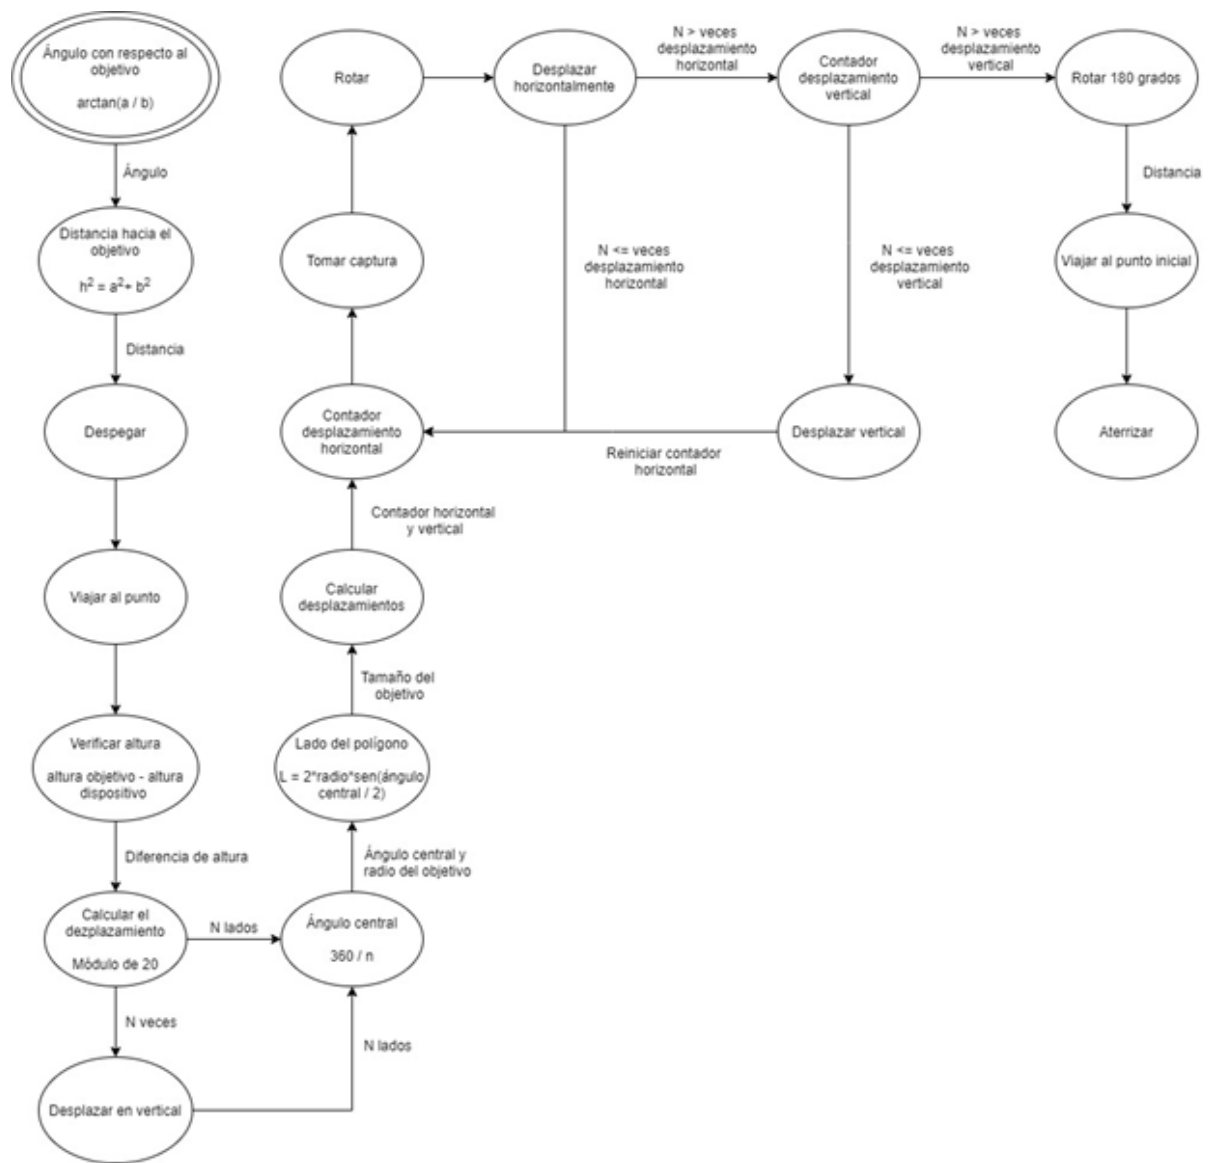 Ángulo con respecto al
objetivo
arctan(a / b)
Ángulo
Distancia hacia el
objetivo
h² = a²+ b²
Distancia
Despegar
Viajar al punto
Verificar altura
altura objetivo - altura
dispositivo
Diferencia de altura
Calcular el
dezplazamiento
Módulo de 20
N lados
N veces
Desplazar en vertical
N lados
Ángulo central
360 / n
Ángulo central y
radio del objetivo
Lado del polígono
L = 2*radio*sen(ángulo
central / 2)
Tamaño del
objetivo
Calcular
desplazamientos
Contador horizontal
y vertical
Contador
desplazamiento
horizontal
Tomar captura
Rotar
Desplazar
horizontalmente
N <= veces
desplazamiento
horizontal
N > veces
desplazamiento
horizontal
Contador
desplazamiento
vertical
N <= veces
desplazamiento
vertical
Desplazar vertical
Reiniciar contador
horizontal
N > veces
desplazamiento
vertical
Rotar 180 grados
Distancia
Viajar al punto inicial
Aterrizar